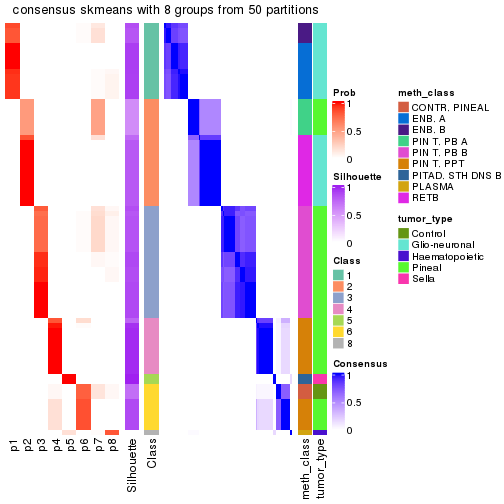 consensus skmeans with 8 groups from 50 partitions
Prob
1
0.5
0
Silhouette
1
0.5
0
Class
1
2
3
4
5
6
8
Consensus
1
0.5
0
meth_class
CONTR. PINEAL
ENB. A
ENB. B
PIN T. PB A
PIN T. PB B
PIN T. PPT
PITAD. STH DNS B
PLASMA
RETB
tumor_type
Control
Glio-neuronal
Haematopoietic
Pineal
Sella
p1
p2
p3
p4
p5
p6
p7
p8
Silhouette
Class
meth_class
tumor_type